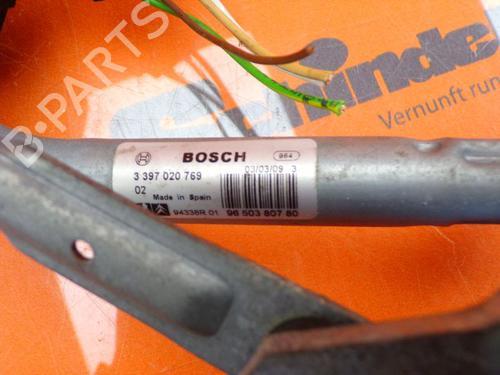 B-PARTS
hinde
Vernunft run
BOSCH
964
3 397 020 769
03/03/09 3
02
Made in Spain
94338R 01
96 503 807 80